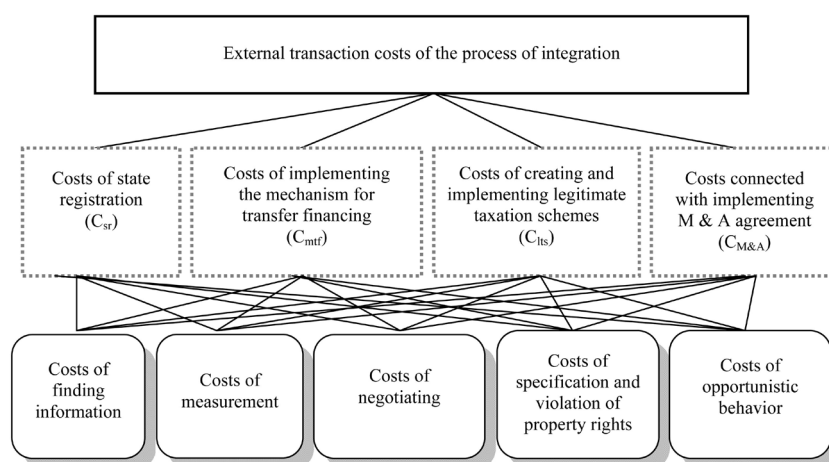 External transaction costs of the process of integration
Costs of state
registration
(Csr)
Costs of implementing
the mechanism for
transfer financing
(Cmtf)
Costs of creating and
implementing legitimate
taxation schemes
(Clts)
Costs connected
with implementing
M & A agreement
(CM&A)
Costs of
finding
information
Costs of
measurement
Costs of
negotiating
Costs of
specification and
violation of
property rights
Costs of
opportunistic
behavior